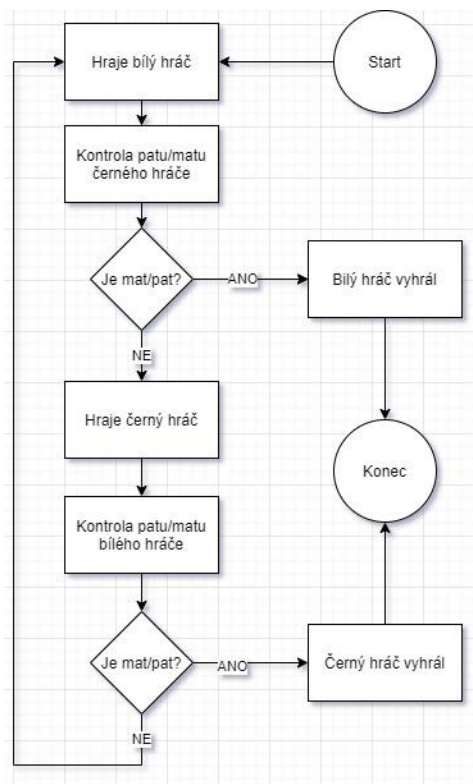 Hraje bílý hráč
Start
Kontrola patu/matu
černého hráče
Je mat/pat?
ANO
Bilý hráč vyhrál
NE
Hraje černý hráč
Konec
Kontrola patu/matu
bílého hráče
Je mat/pat?
ANO
Černý hráč vyhrál
NE